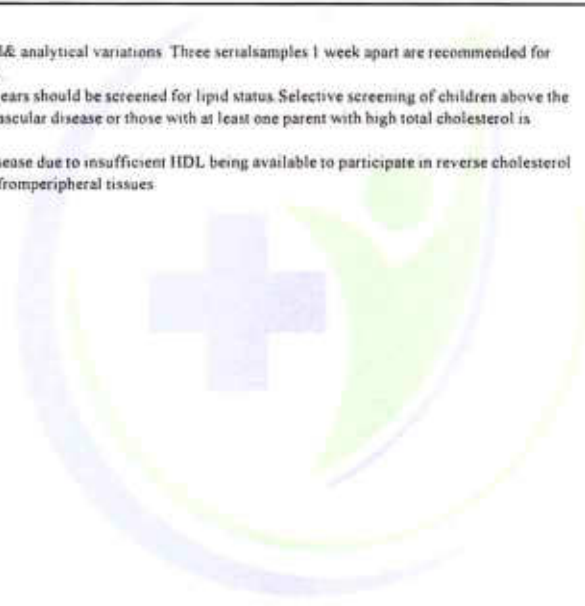 l& analytical variations. Three serialsamples 1 week apart are recommended for
ears should be screened for lipid status.Selective screening of children above the
ascular disease or those with at least one parent with high total cholesterol is
ease due to insufficient HDL being available to participate in reverse cholesterol
fromperipheral tissues